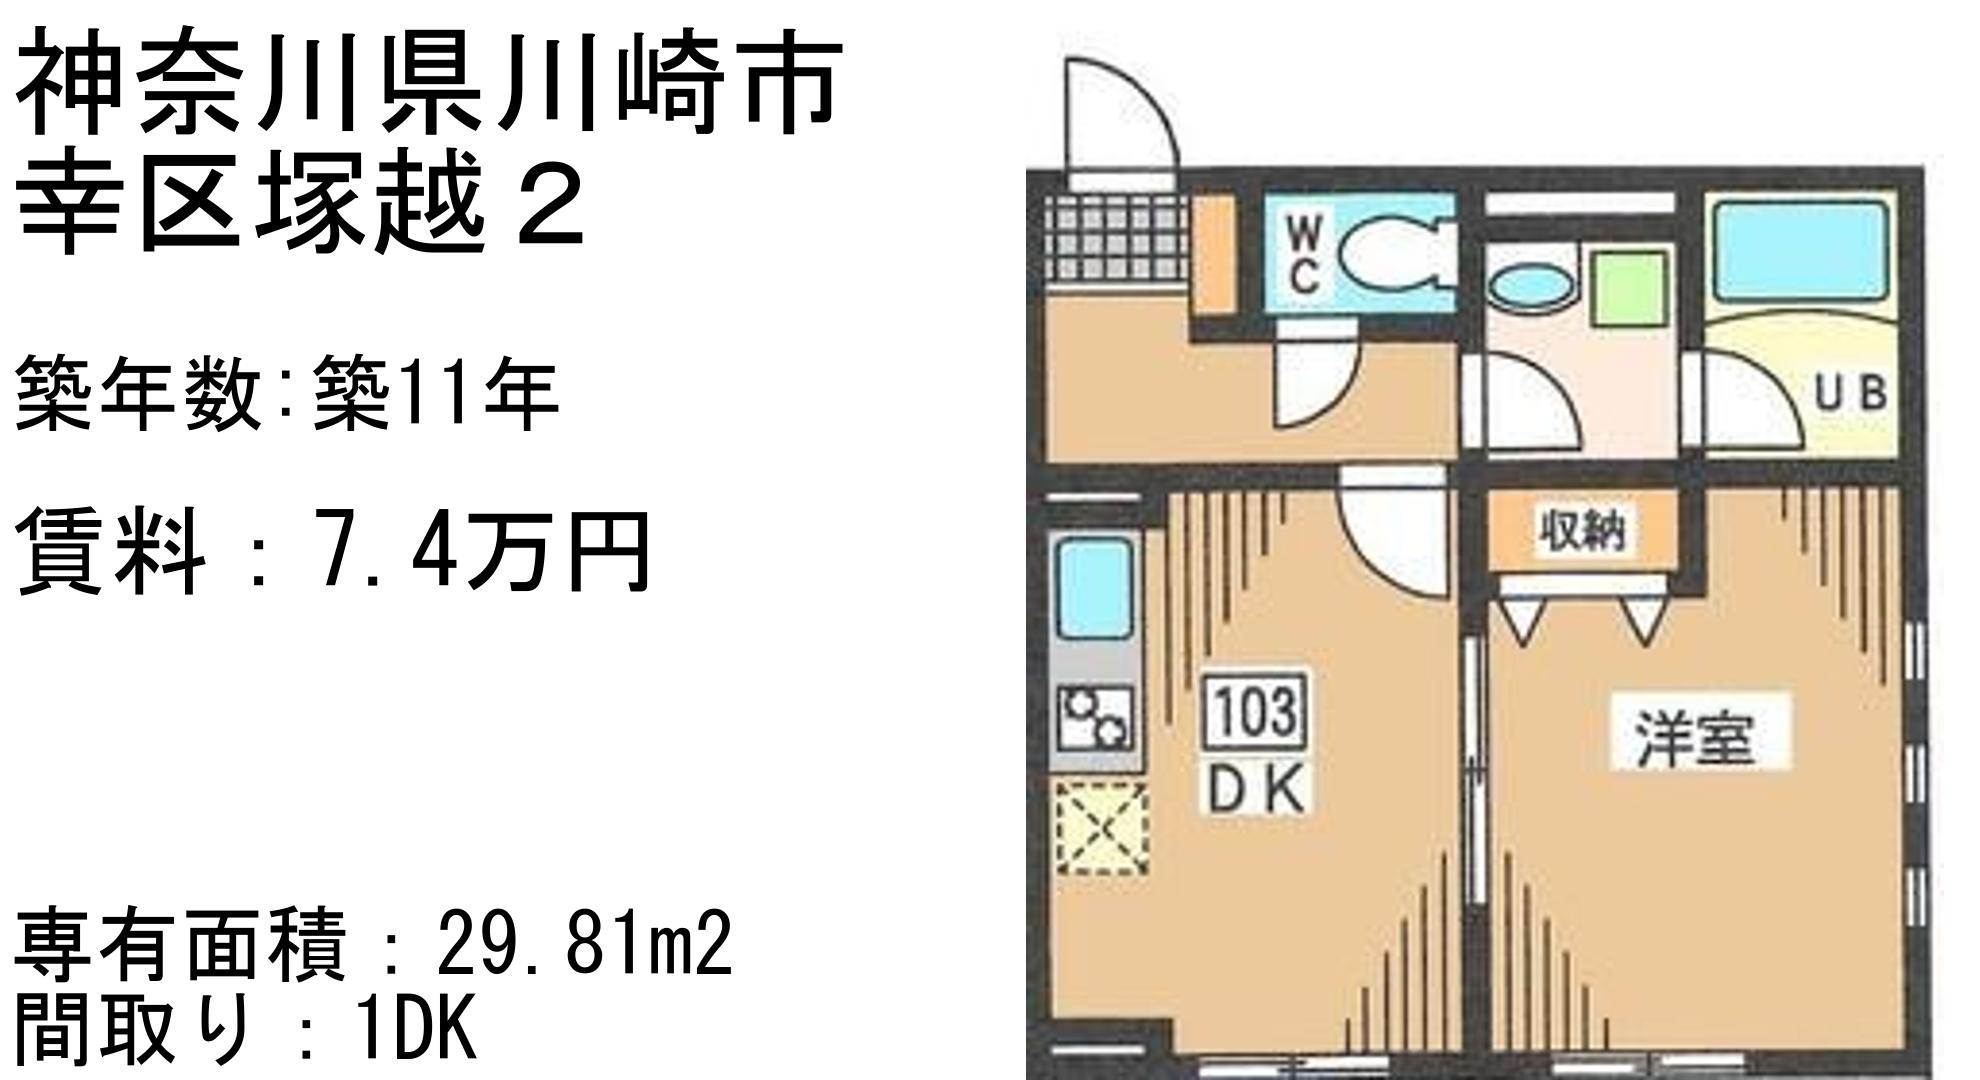 神奈川県川崎市
幸区塚越２
築年数:築11年
賃料：7.4万円
専有面積：29.81m2
間取り：1DK
WC
UB
収納
103
DK
洋室